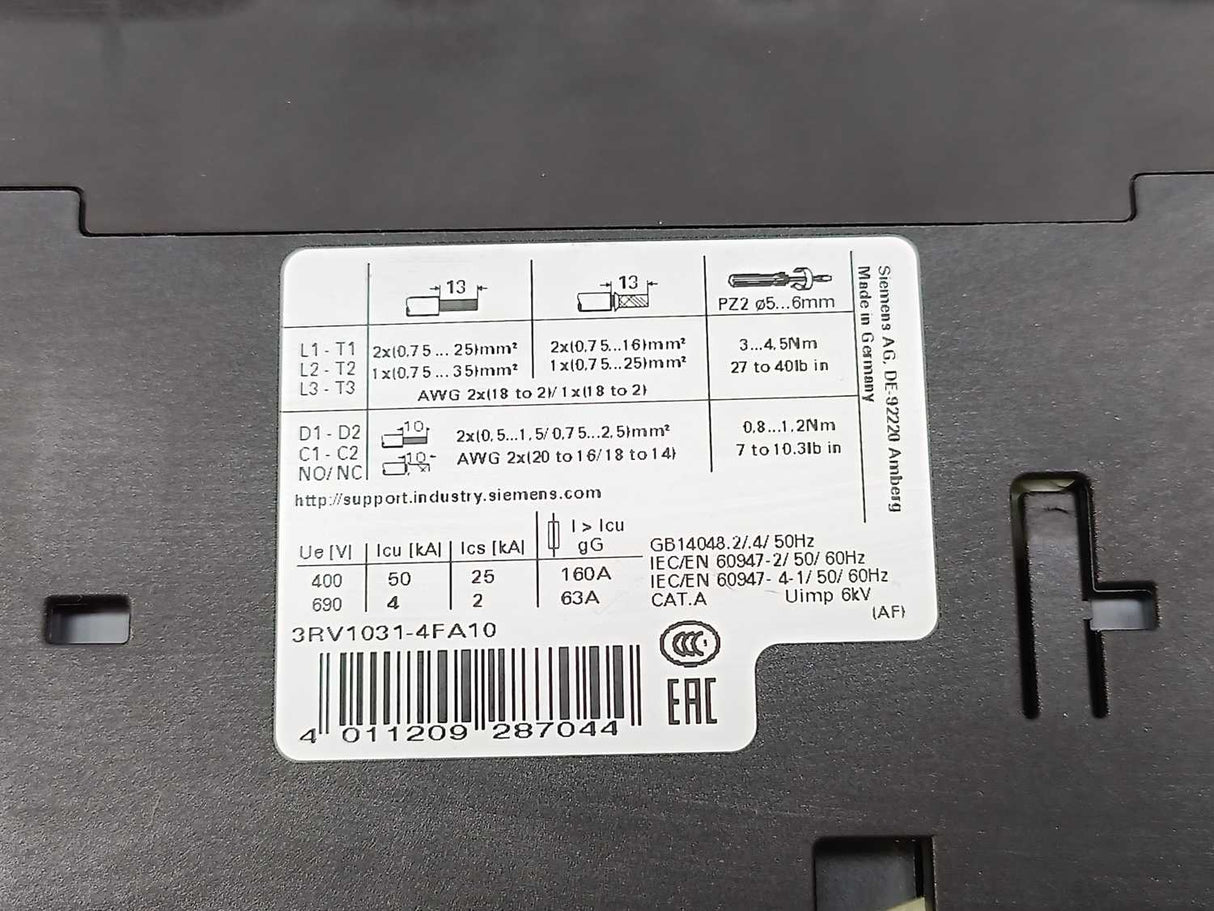 13
13
PZ2 ø5...6mm
L1 - T1
L2 - T2
L3 - T3
2x(0,75 ... 25)mm²
1x(0,75 ... 35)mm²
2x(0,75...16)mm²
1x(0,75...25)mm²
AWG 2x(18 to 2)/ 1x(18 to 2)
3...4,5Nm
27 to 40lb in
D1 - D2
C1 - C2
NO/ NC
10
10
2x(0,5...1,5/ 0,75...2,5)mm²
AWG 2x(20 to 16/ 18 to 14)
0,8...1,2Nm
7 to 10.3lb in
http://support.industry.siemens.com
Siemens AG, DE-92220 Amberg
Made in Germany
Ue [V] Icu [kA] Ics [kA] I > Icu gG
400 50 25 160A
690 4 2 63A
GB14048.2/.4/ 50Hz
IEC/EN 60947-2/ 50/ 60Hz
IEC/EN 60947- 4-1/ 50/ 60Hz
CAT.A Uimp 6kV
(AF)
3RV1031-4FA10
CCC
EAC
4 011209 287044